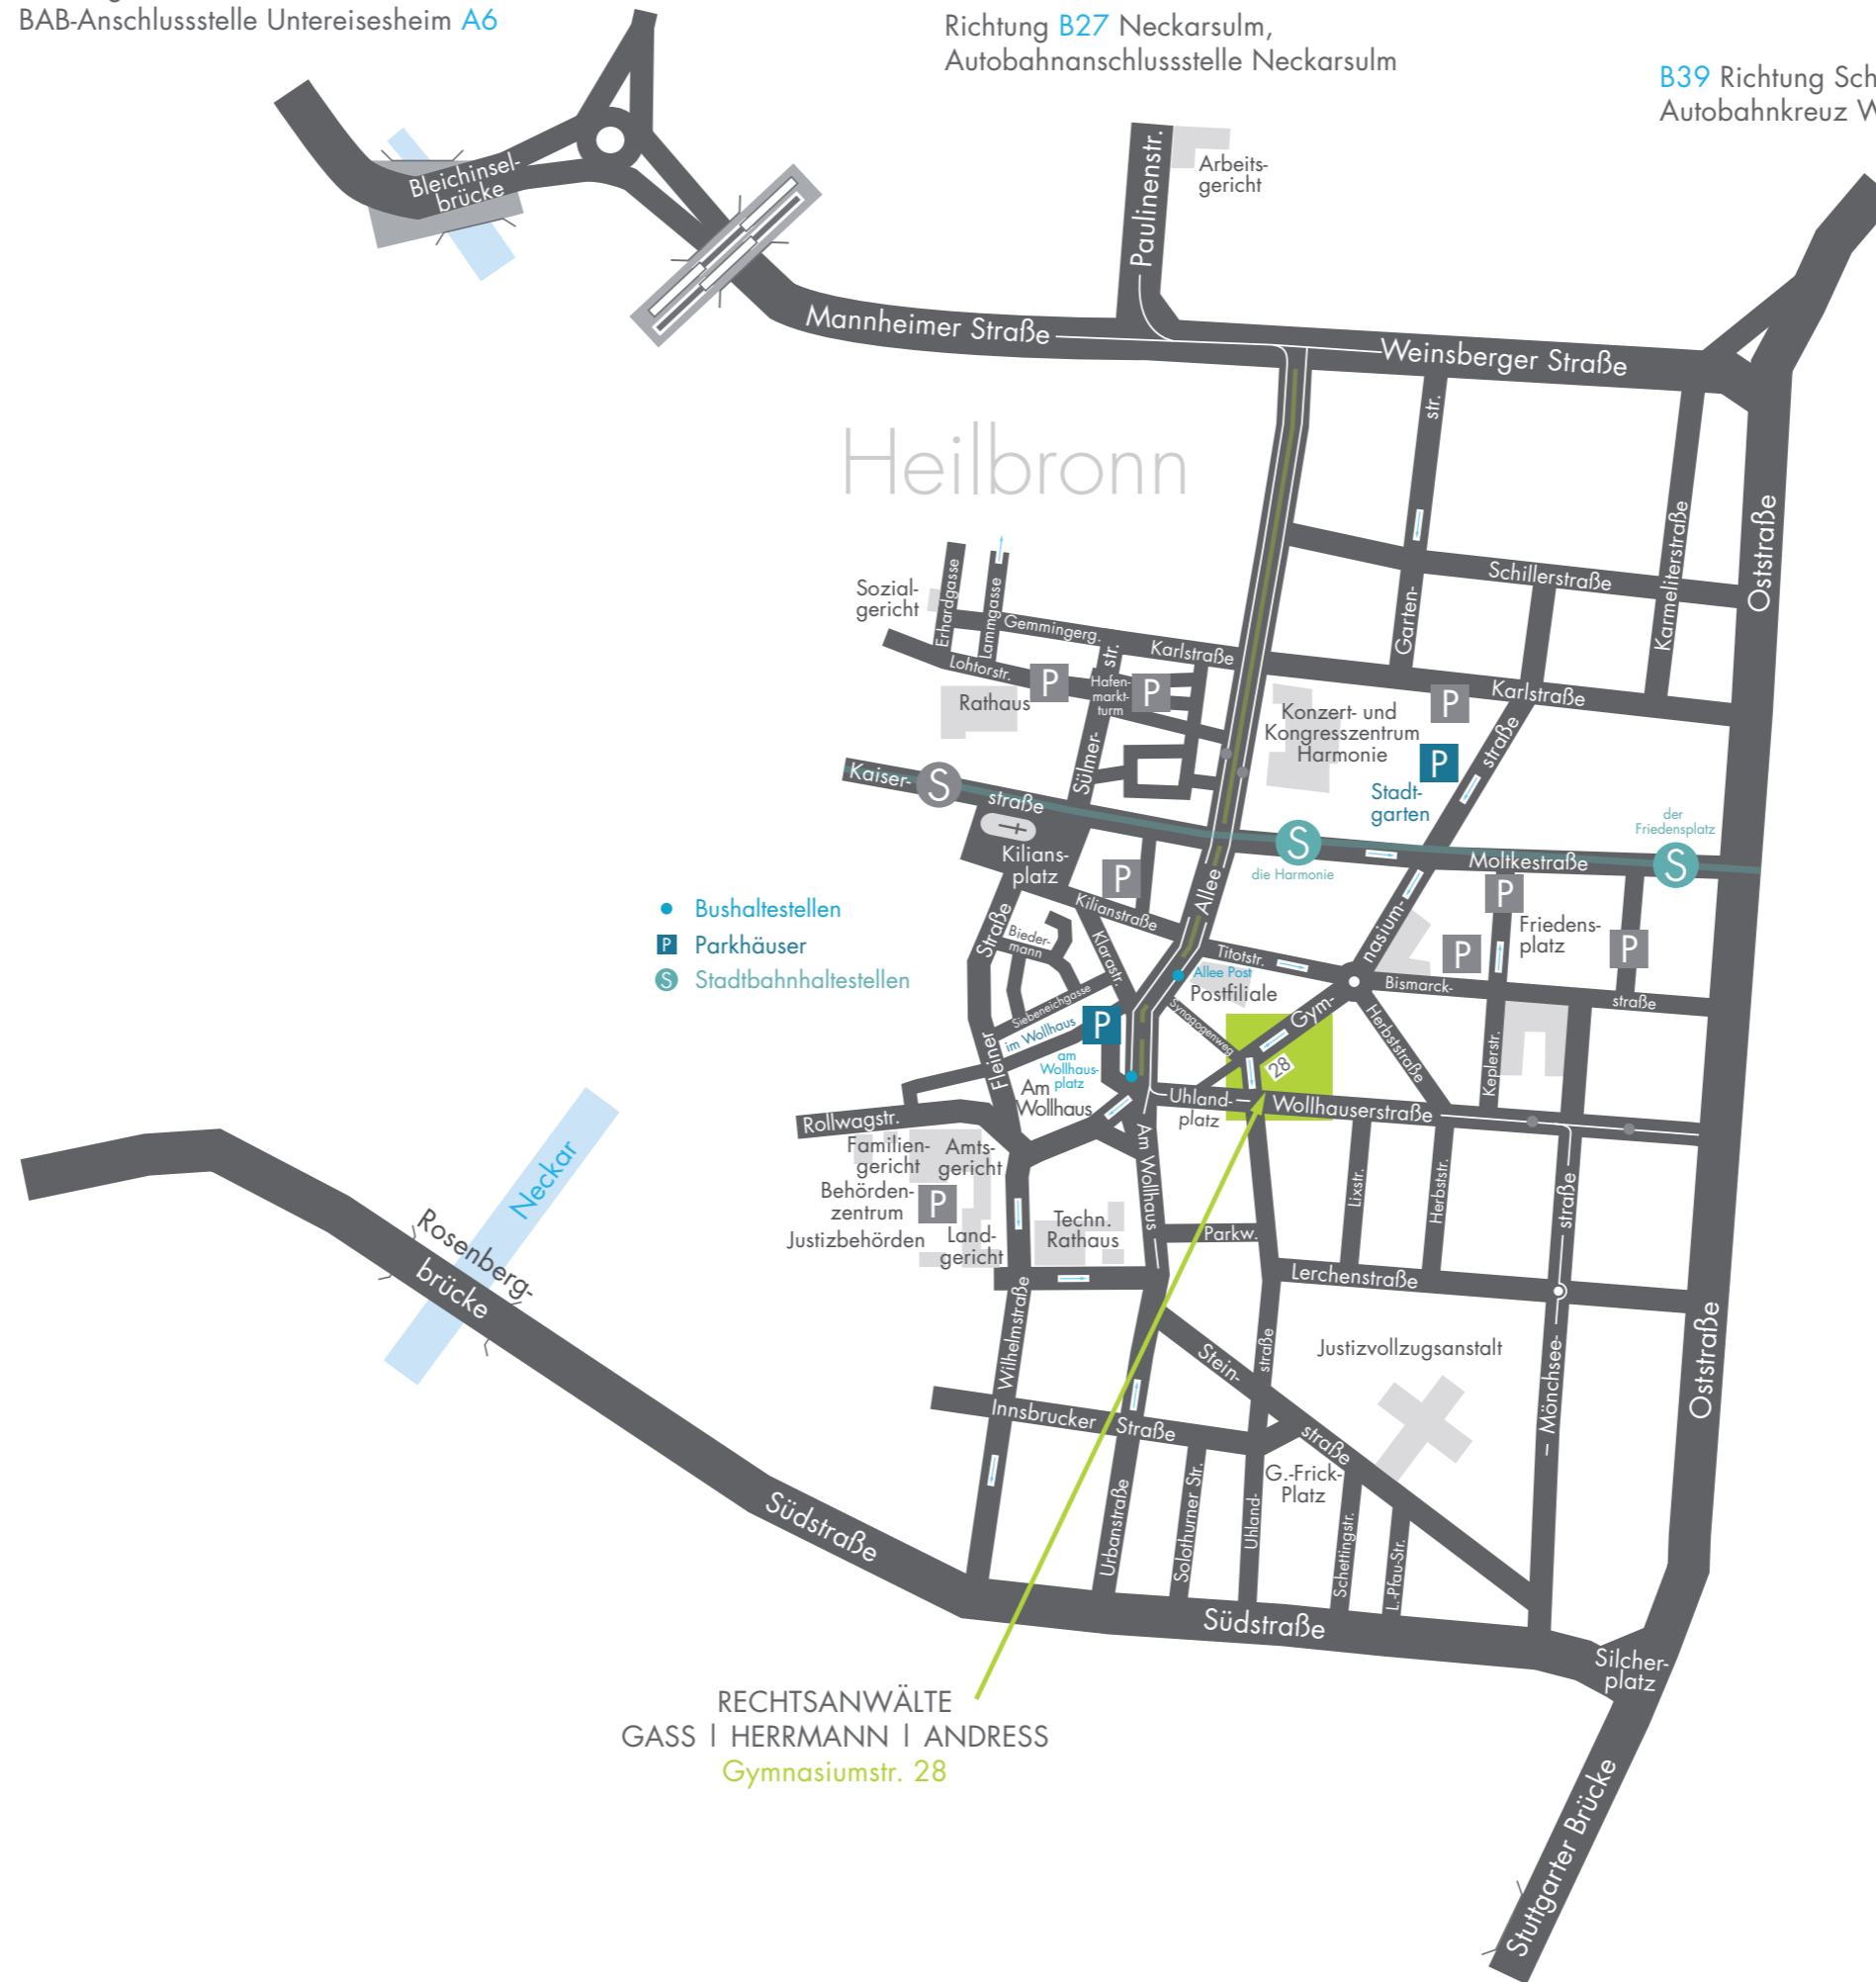 BAB-Anschlussstelle Untereisesheim A6
Richtung B27 Neckarsulm,
Autobahnanschlussstelle Neckarsulm
B39 Richtung
Autobahnkreuz
Bleichinsel-
brücke
Paulinenstr.
Arbeits-
gericht
Mannheimer Straße
Weinsberger Straße
Heilbronn
str.
Garten-
Karmeliterstraße
Oststraße
Schillerstraße
Sozial-
gericht
Erhardgasse
Lammgasse
Gemmingerg.
Karlstraße
Lohtorstr.
P
Rathaus
str.
Sülmer-
Hafen-
markt-
turm
P
Konzert- und
Kongresszentrum
Harmonie
P
Karlstraße
P
Stadt-
garten
straße
Kaiser-
S
straße
Kilians-
platz
P
Kilianstraße
Allee
S
die Harmonie
Moltkestraße
der
Friedensplatz
S
Bushaltestellen
P Parkhäuser
S Stadtbahnhaltestellen
Straße
Bieder-
mann
Klarastr.
Siebeneichgasse
im Wollhaus
P
Fleiner
am
Wollhaus-
platz
Am
Wollhaus
Titotstr.
Allee Post
Postfiliale
Synagogenweg
Gym-
nasium-
28
P
P
Friedens-
platz
P
Bismarck-
straße
Herbststraße
Keplerstr.
Uhland-
platz
Wollhauserstraße
Rollwagstr.
Familien-
gericht
Amts-
gericht
Behörden-
zentrum
P
Justizbehörden
Land-
gericht
Techn.
Rathaus
Am Wollhaus
Parkw.
Lixstr.
Herbststr.
straße
Mönchsee-
Lerchenstraße
Neckar
Rosenberg-
brücke
Wilhelmstraße
Stein-
straße
straße
Uhland-
Justizvollzugsanstalt
Oststraße
Innsbrucker Straße
G.-Frick-
Platz
Urbanstraße
Solothurner Str.
Schettingstr.
L.-Pfau-Str.
Südstraße
Südstraße
Silcher-
platz
RECHTSANWÄLTE
GASS | HERRMANN | ANDRESS
Gymnasiumstr. 28
Stuttgarter Brücke